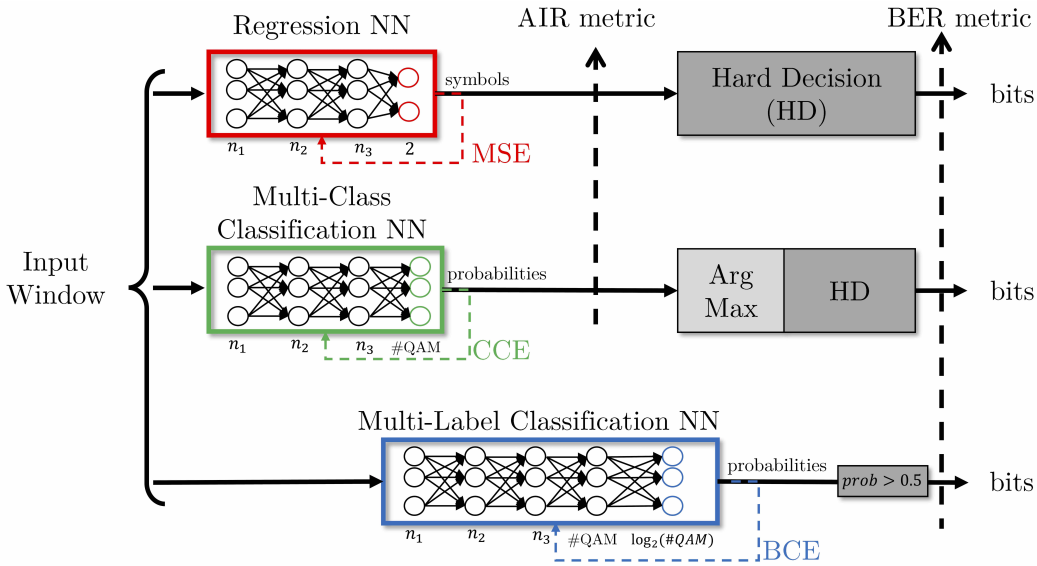 Regression NN
AIR metric
BER metric
symbols
Hard Decision
(HD)
bits
n₁ n₂ n₃ 2
MSE
Multi-Class
Classification NN
Input
Window
probabilities
Arg
Max
HD
bits
n₁ n₂ n₃ #QAM
CCE
Multi-Label Classification NN
probabilities
prob > 0.5
bits
n₁ n₂ n₃ #QAM log₂(#QAM)
BCE